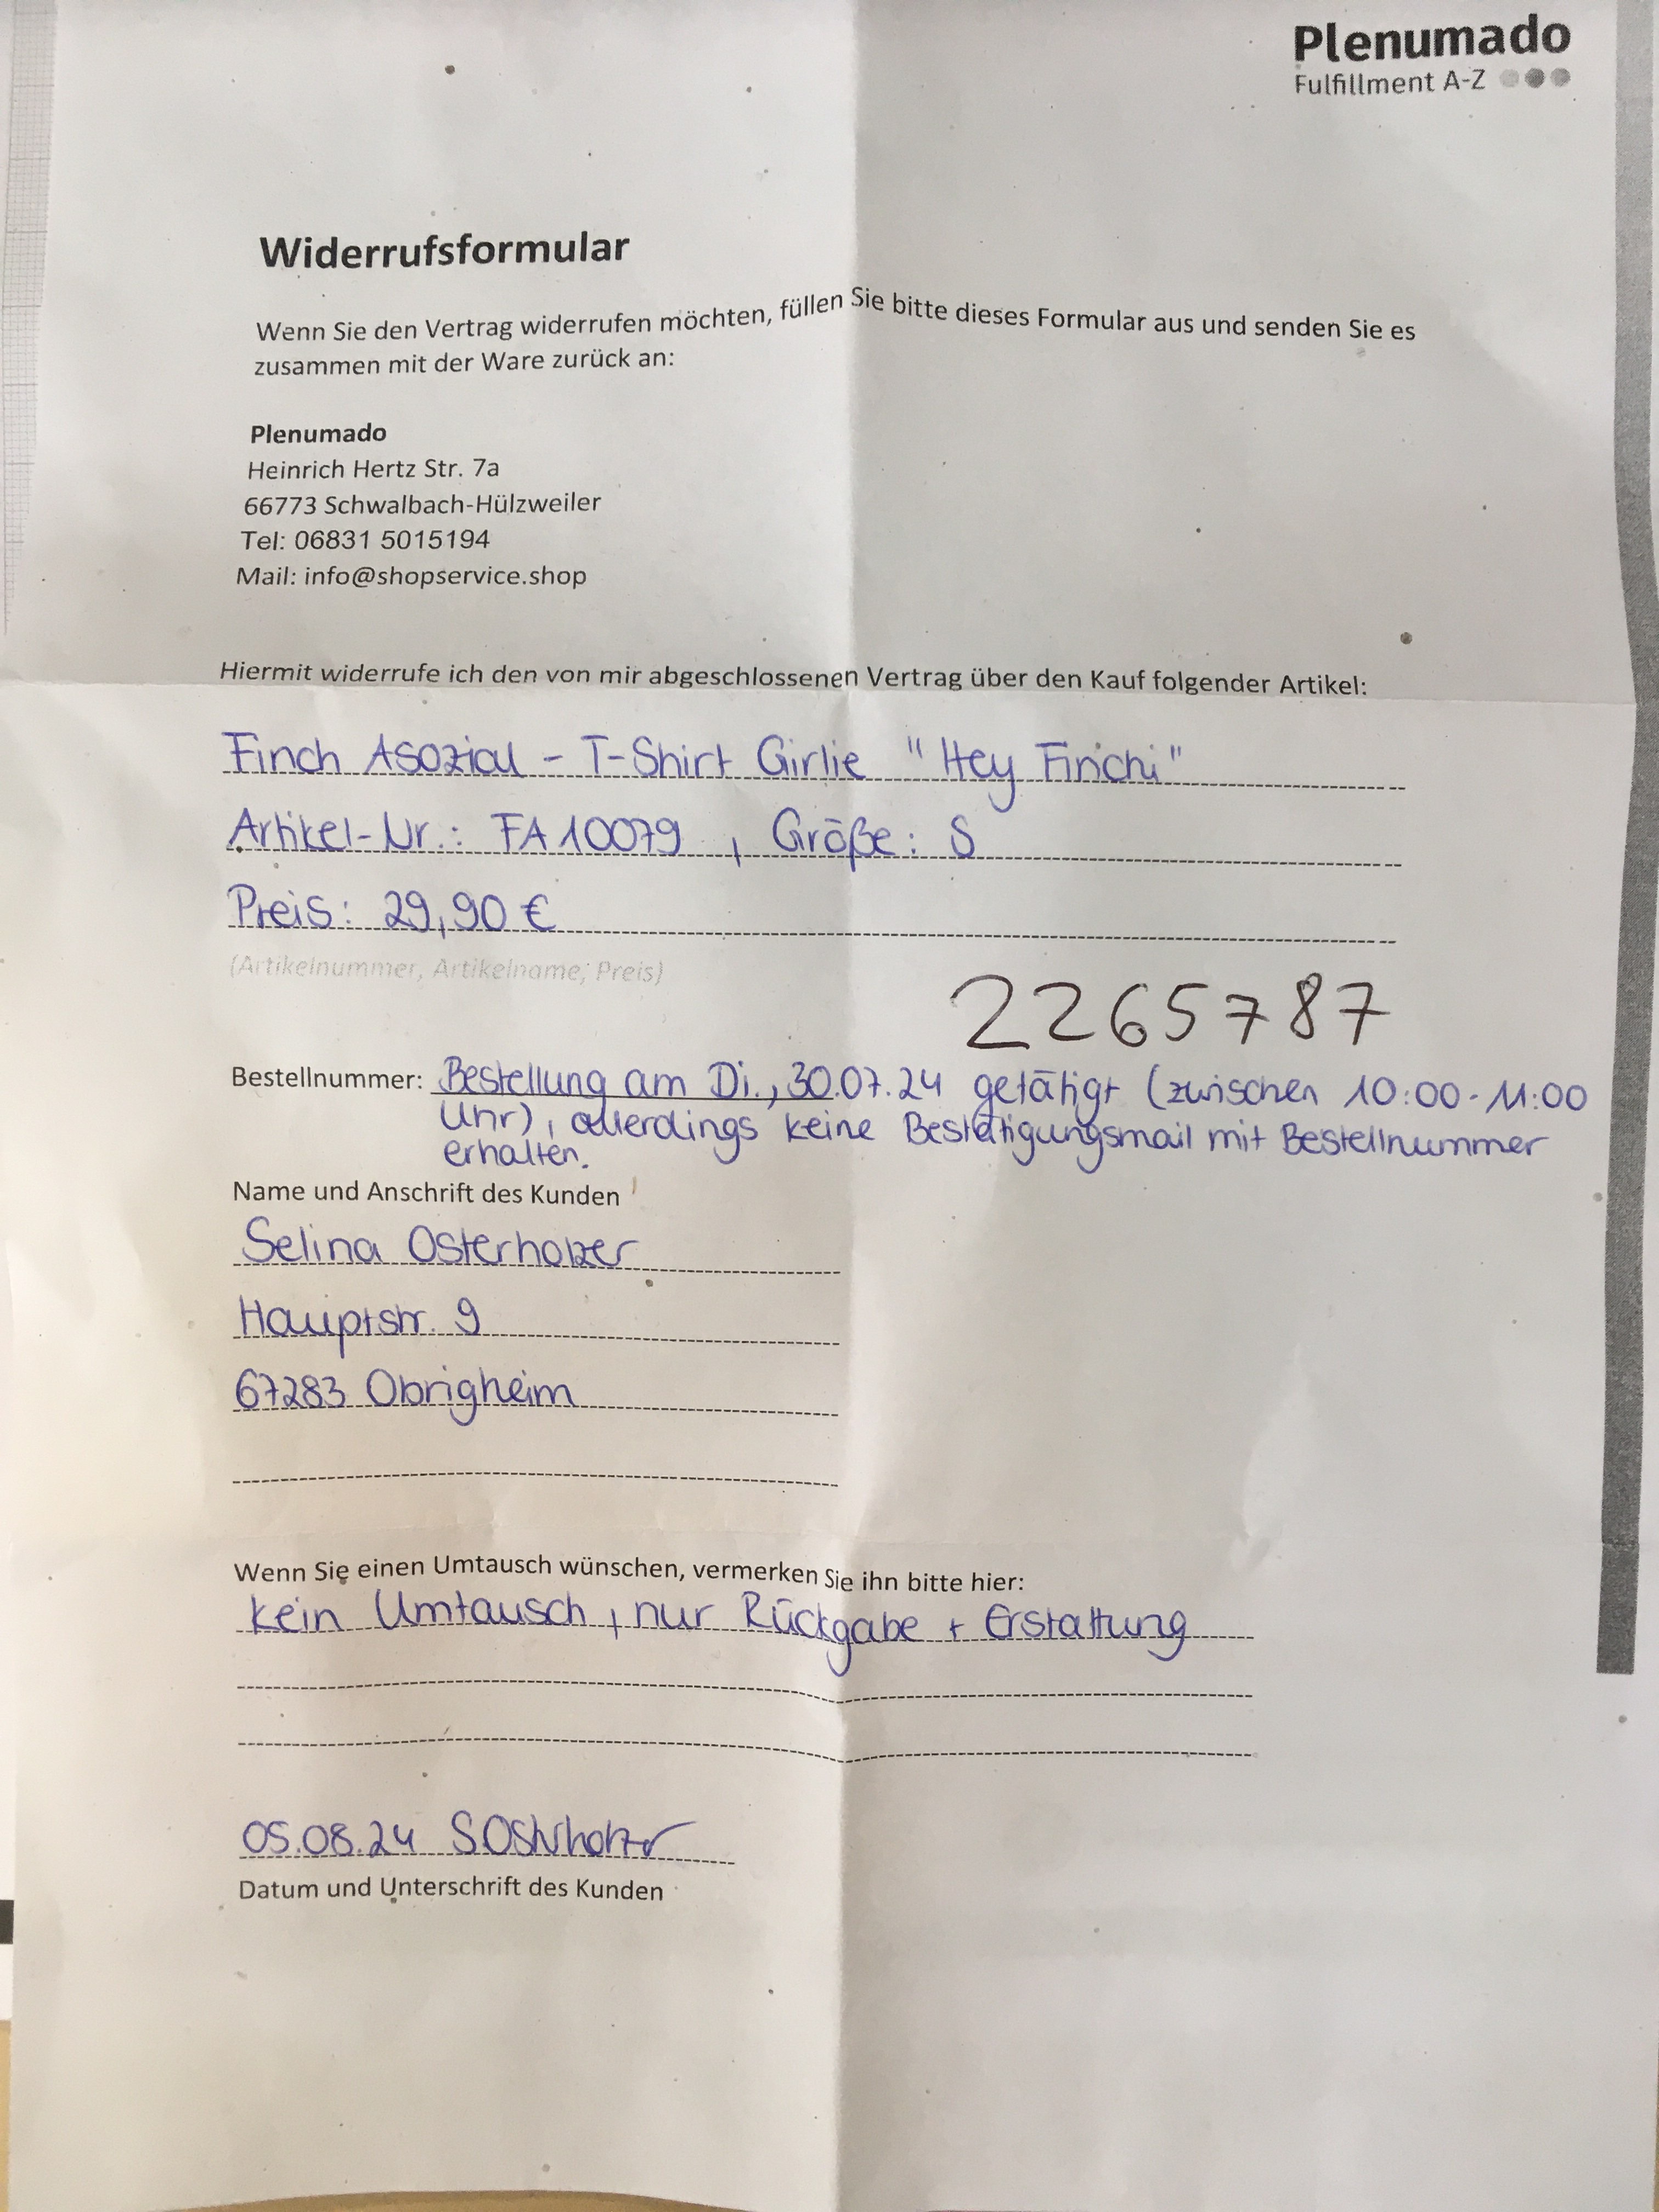 Plenumado
Fulfillment A-Z
Widerrufsformular
Wenn Sie den Vertrag widerrufen möchten, füllen Sie bitte dieses Formular aus und senden Sie es
zusammen mit der Ware zurück an:
Plenumado
Heinrich Hertz Str. 7a
66773 Schwalbach-Hülzweiler
Tel: 06831 5015194
Mail: info@shopservice.shop
Hiermit widerrufe ich den von mir abgeschlossenen Vertrag über den Kauf folgender Artikel:
Finch Asozial - T-Shirt Girlie "Hey Finchi"
Artikel-Nr.: FA10079, Größe: S
Preis: 29,90 €
(Artikelnummer, Artikelname, Preis)
2265787
Bestellnummer: Bestellung am Di., 30.07.24 getätigt (zwischen 10:00-11:00
Uhr), allerdings keine Bestätigungsmail mit Bestellnummer
erhalten.
Name und Anschrift des Kunden
Selina Osterholzer
Hauptstr. 9
67283 Obrigheim
Wenn Sie einen Umtausch wünschen, vermerken Sie ihn bitte hier:
kein Umtausch, nur Rückgabe + Erstattung
05.08.24 SOsterholzer
Datum und Unterschrift des Kunden